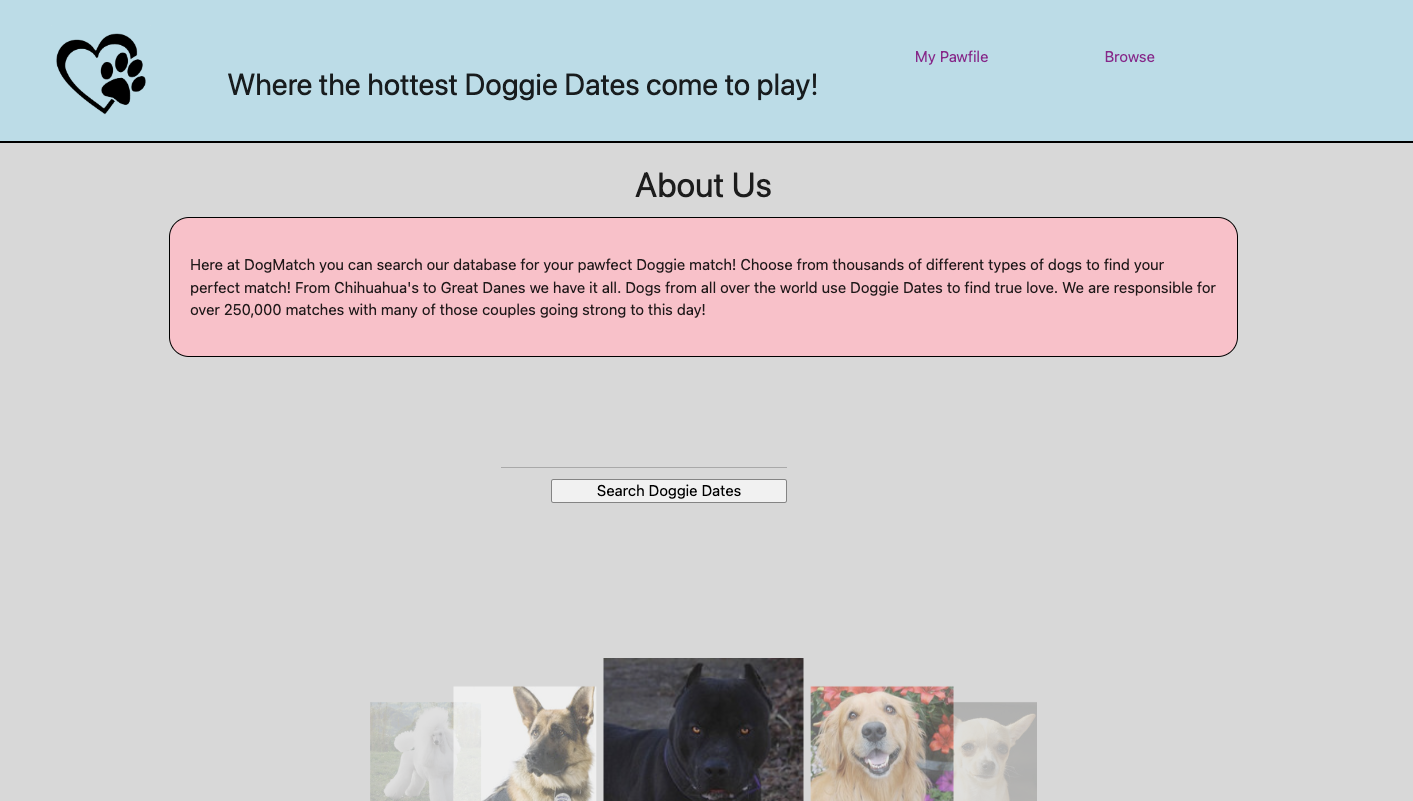 Where the hottest Doggie Dates come to play!
My Pawfile
Browse
About Us
Here at DogMatch you can search our database for your pawfect Doggie match! Choose from thousands of different types of dogs to find your
perfect match! From Chihuahua's to Great Danes we have it all. Dogs from all over the world use Doggie Dates to find true love. We are responsible for
over 250,000 matches with many of those couples going strong to this day!
Search Doggie Dates